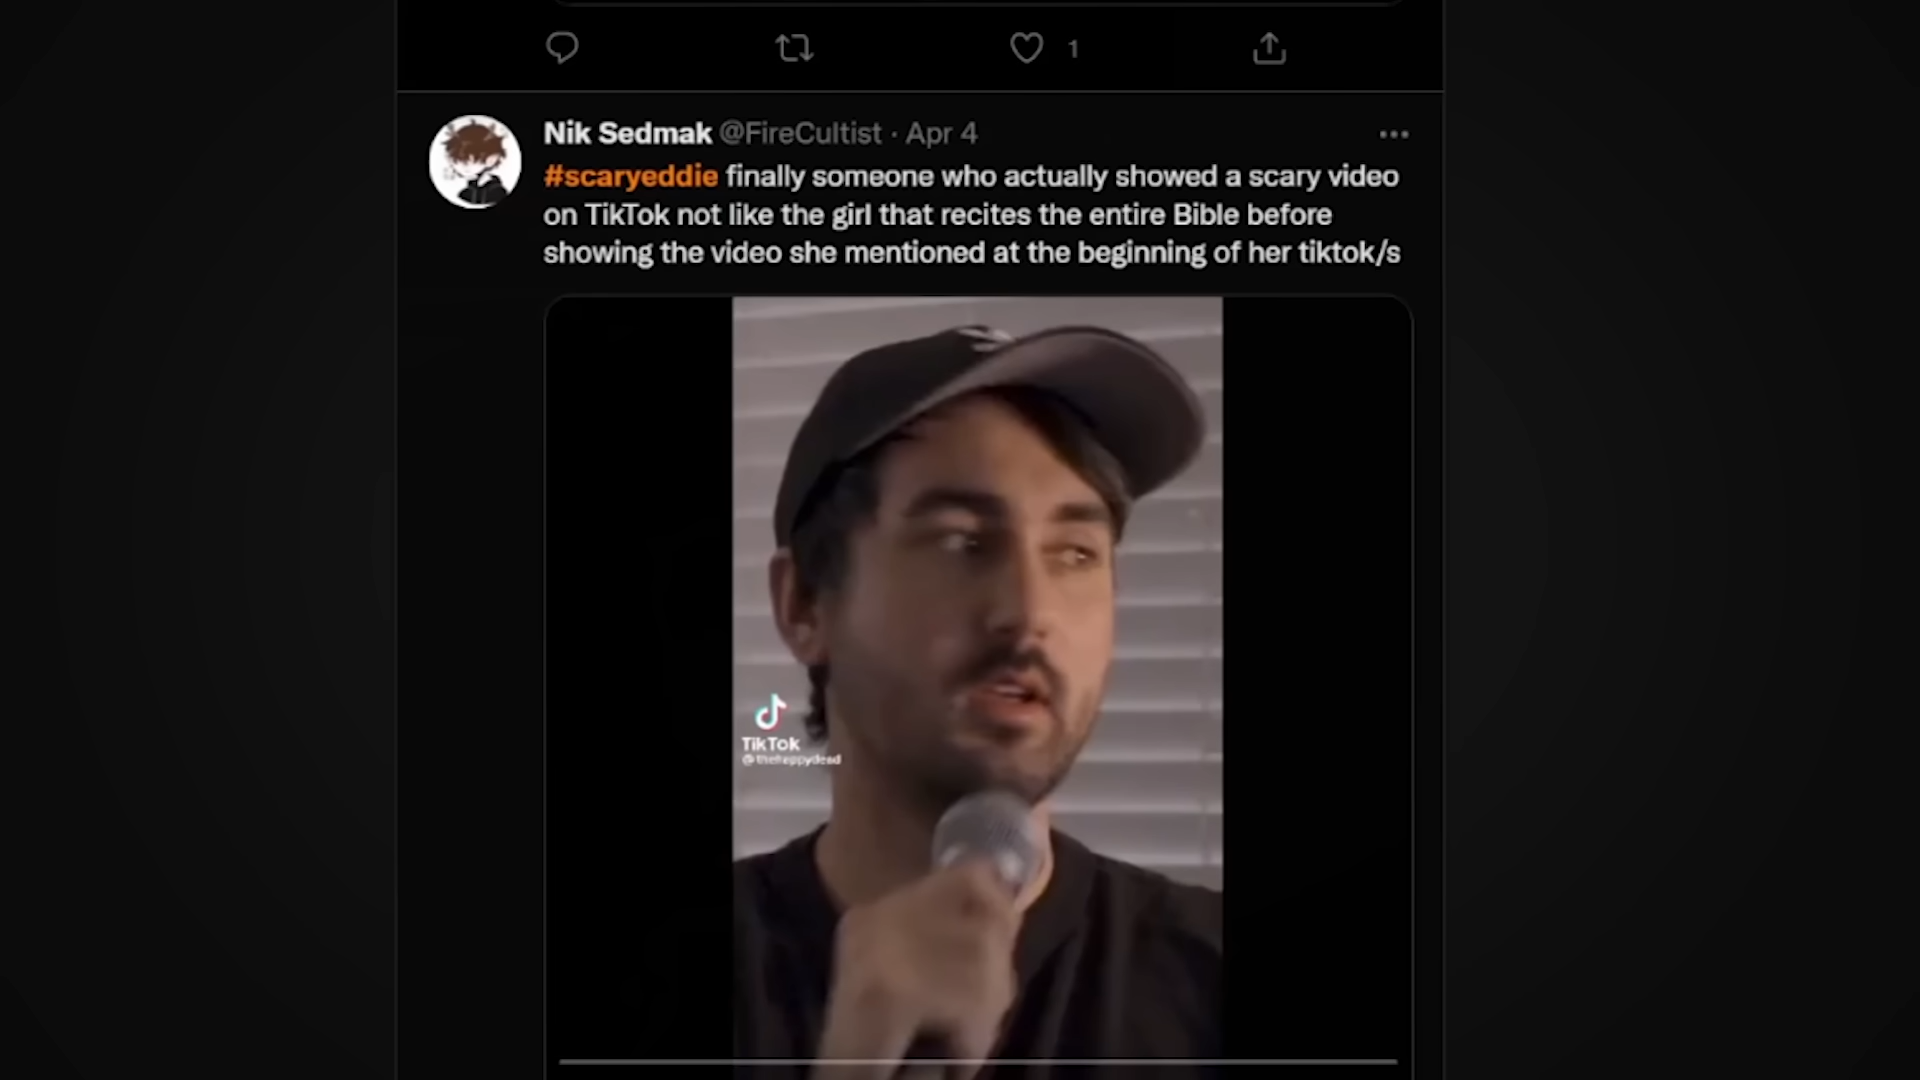 1
Nik Sedmak @FireCultist · Apr 4
#scaryeddie finally someone who actually showed a scary video
on TikTok not like the girl that recites the entire Bible before
showing the video she mentioned at the beginning of her tiktok/s
TikTok
@thehappydead